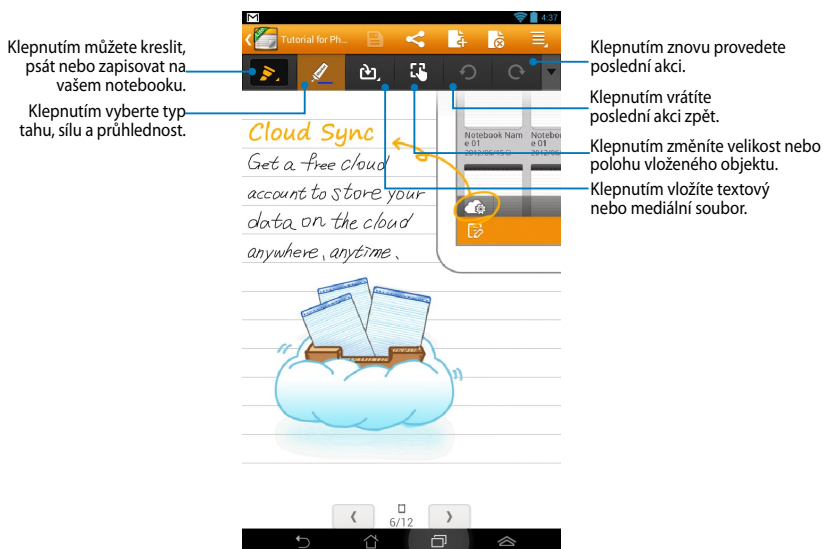 4:37
Tutorial for Ph...
Klepnutím můžete kreslit,
psát nebo zapisovat na
vašem notebooku.
Klepnutím vyberte typ
tahu, sílu a průhlednost.
Klepnutím znovu provedete
poslední akci.
Klepnutím vrátíte
poslední akci zpět.
Klepnutím změníte velikost nebo
polohu vloženého objektu.
Klepnutím vložíte textový
nebo mediální soubor.
Notebook Nam
e 01
Noteboo
e 01
Cloud Sync
Get a free cloud
account to store your
data on the cloud
anywhere, anytime.
6/12